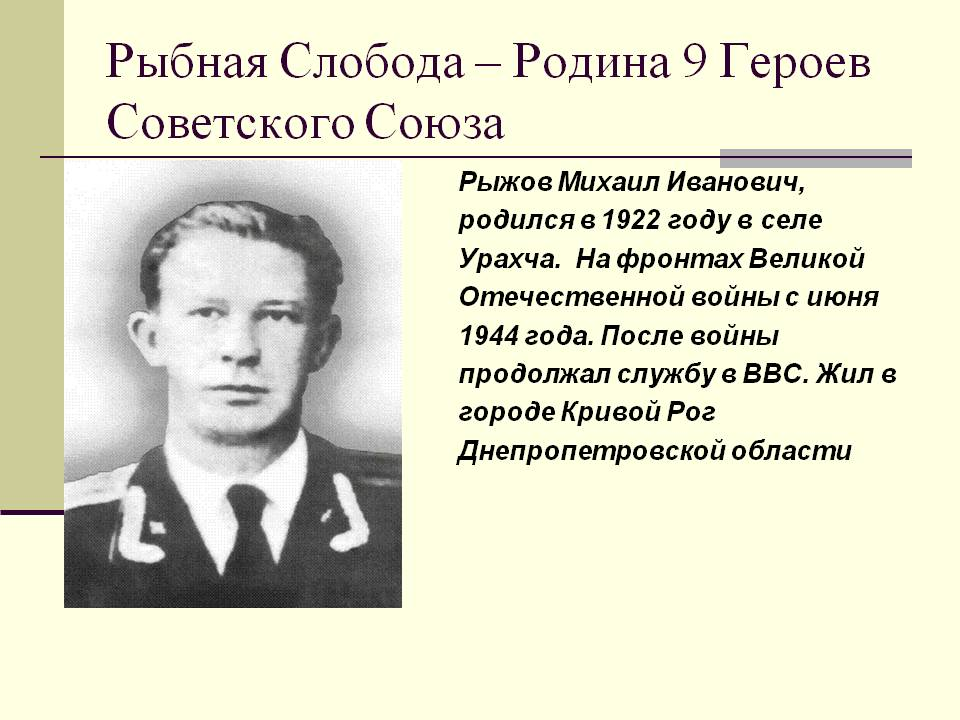 Рыбная Слобода – Родина 9 Героев
Советского Союза
Рыжов Михаил Иванович,
родился в 1922 году в селе
Урахча. На фронтах Великой
Отечественной войны с июня
1944 года. После войны
продолжал службу в ВВС. Жил в
городе Кривой Рог
Днепропетровской области